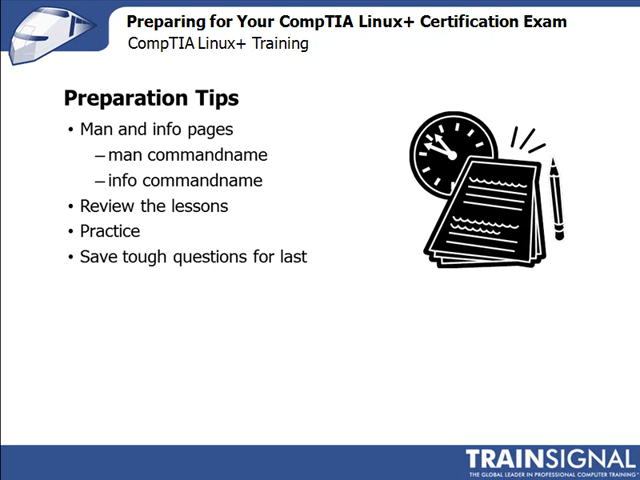 Preparing for Your CompTIA Linux+ Certification Exam
CompTIA Linux+ Training
Preparation Tips
• Man and info pages
– man commandname
– info commandname
• Review the lessons
• Practice
• Save tough questions for last
TRAINSIGNAL
THE GLOBAL LEADER IN PROFESSIONAL COMPUTER TRAINING